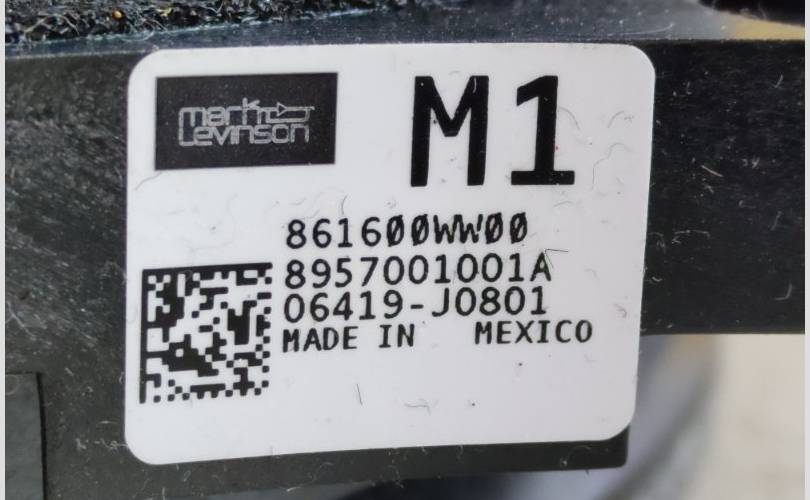 mark
Levinson
M1
861600WW00
8957001001A
06419-J0801
MADE IN MEXICO